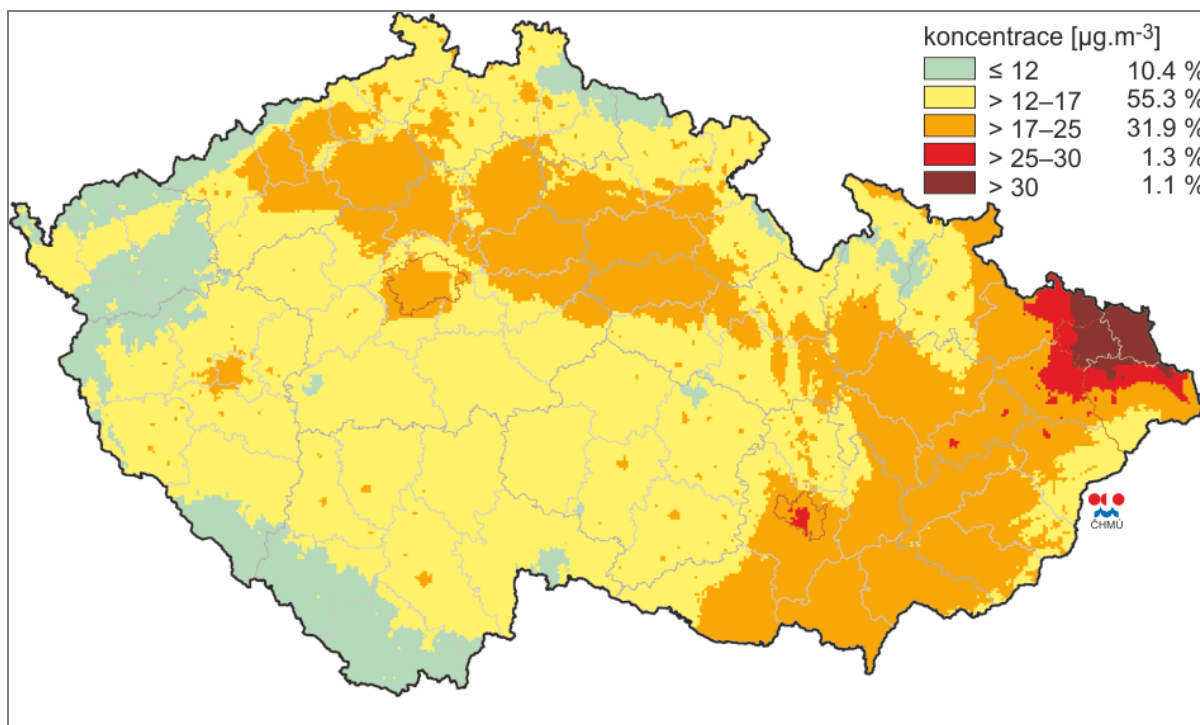 koncentrace [µg.m-3]
≤ 12 10.4 %
> 12–17 55.3 %
> 17–25 31.9 %
> 25–30 1.3 %
> 30 1.1 %
ČHMÚ